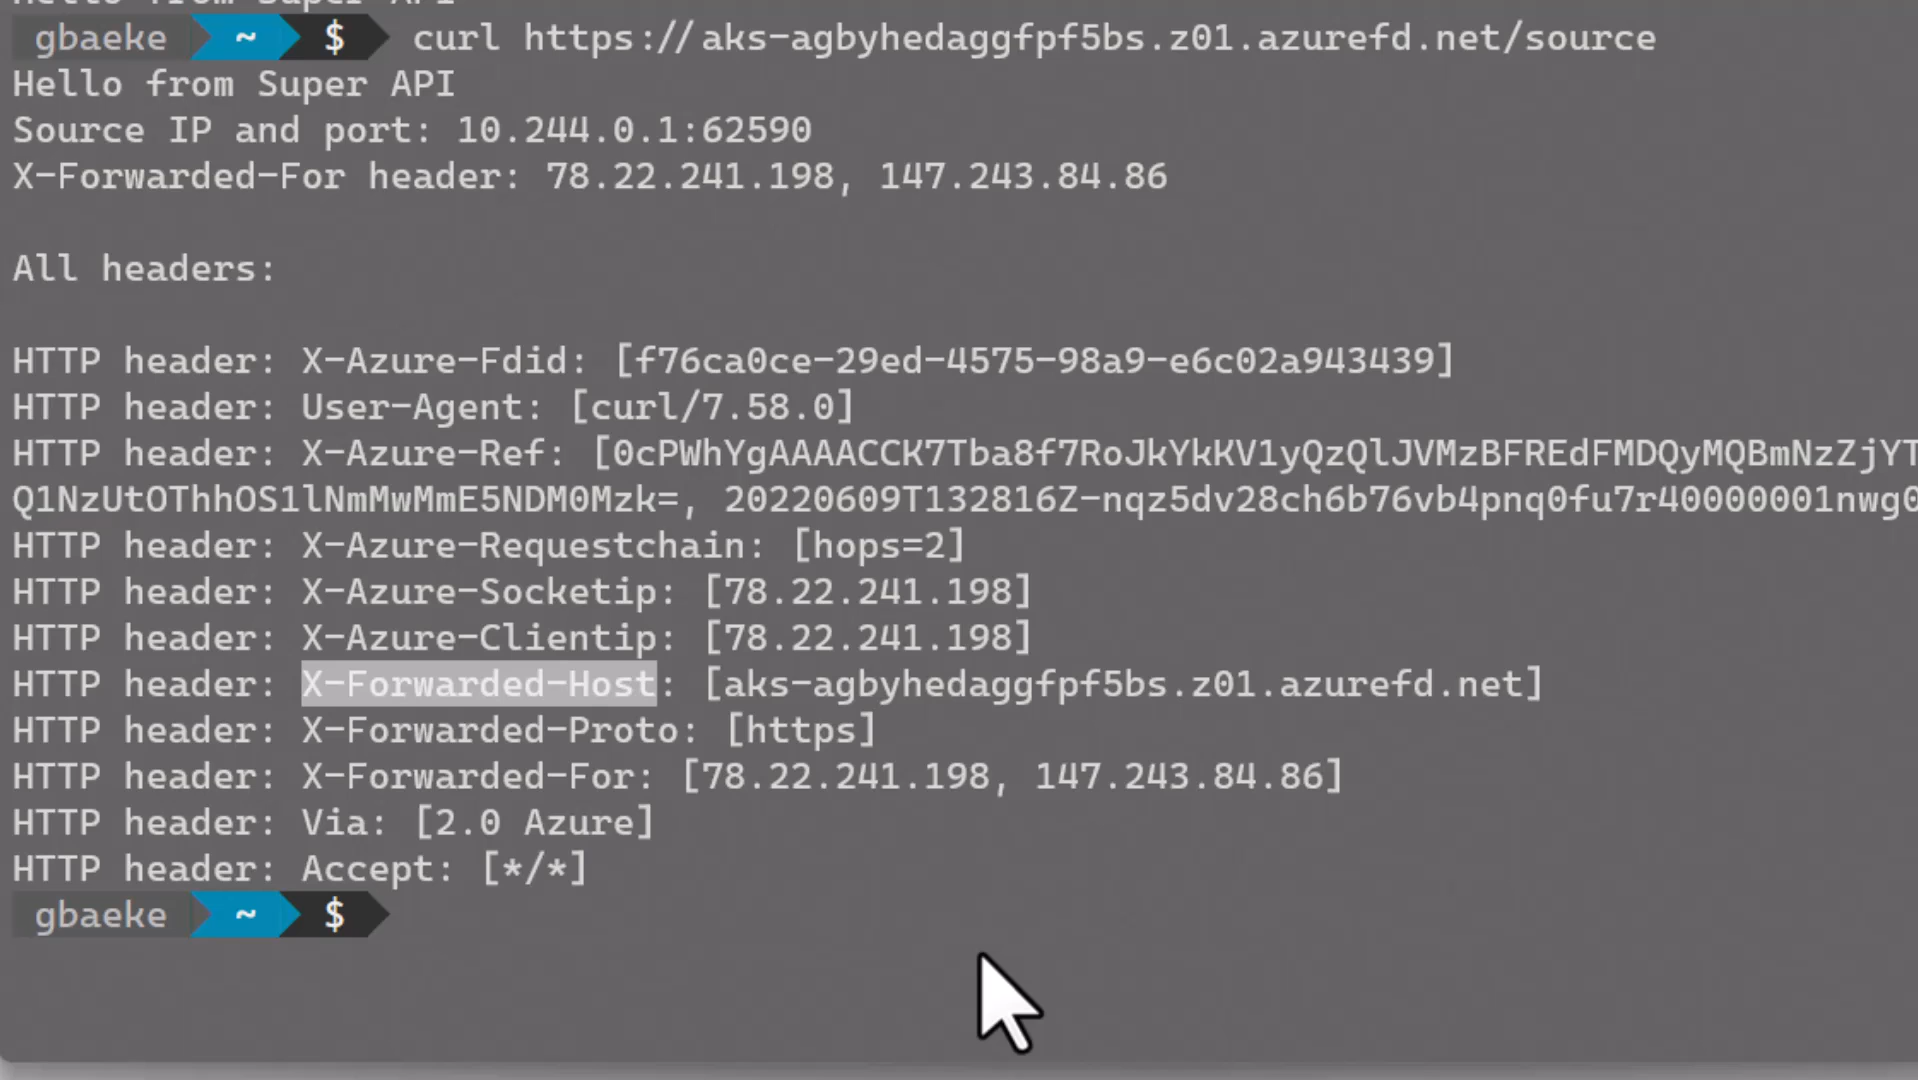 Hello from Super API
gbaeke ~ $ curl https://aks-agbyhedaggfpf5bs.z01.azurefd.net/source
Hello from Super API
Source IP and port: 10.244.0.1:62590
X-Forwarded-For header: 78.22.241.198, 147.243.84.86
All headers:
HTTP header: X-Azure-Fdid: [f76ca0ce-29ed-4575-98a9-e6c02a943439]
HTTP header: User-Agent: [curl/7.58.0]
HTTP header: X-Azure-Ref: [0cPWhYgAAAACCK7Tba8f7RoJkYkKV1yQzQlJVMzBFREdFMDQyMQBmNzZjYT
Q1NzUtOThhOS1lNmMwMmE5NDM0Mzk=, 20220609T132816Z-nqz5dv28ch6b76vb4pnq0fu7r40000001nwg0
HTTP header: X-Azure-Requestchain: [hops=2]
HTTP header: X-Azure-Socketip: [78.22.241.198]
HTTP header: X-Azure-Clientip: [78.22.241.198]
HTTP header: X-Forwarded-Host: [aks-agbyhedaggfpf5bs.z01.azurefd.net]
HTTP header: X-Forwarded-Proto: [https]
HTTP header: X-Forwarded-For: [78.22.241.198, 147.243.84.86]
HTTP header: Via: [2.0 Azure]
HTTP header: Accept: [*/*]
gbaeke ~ $